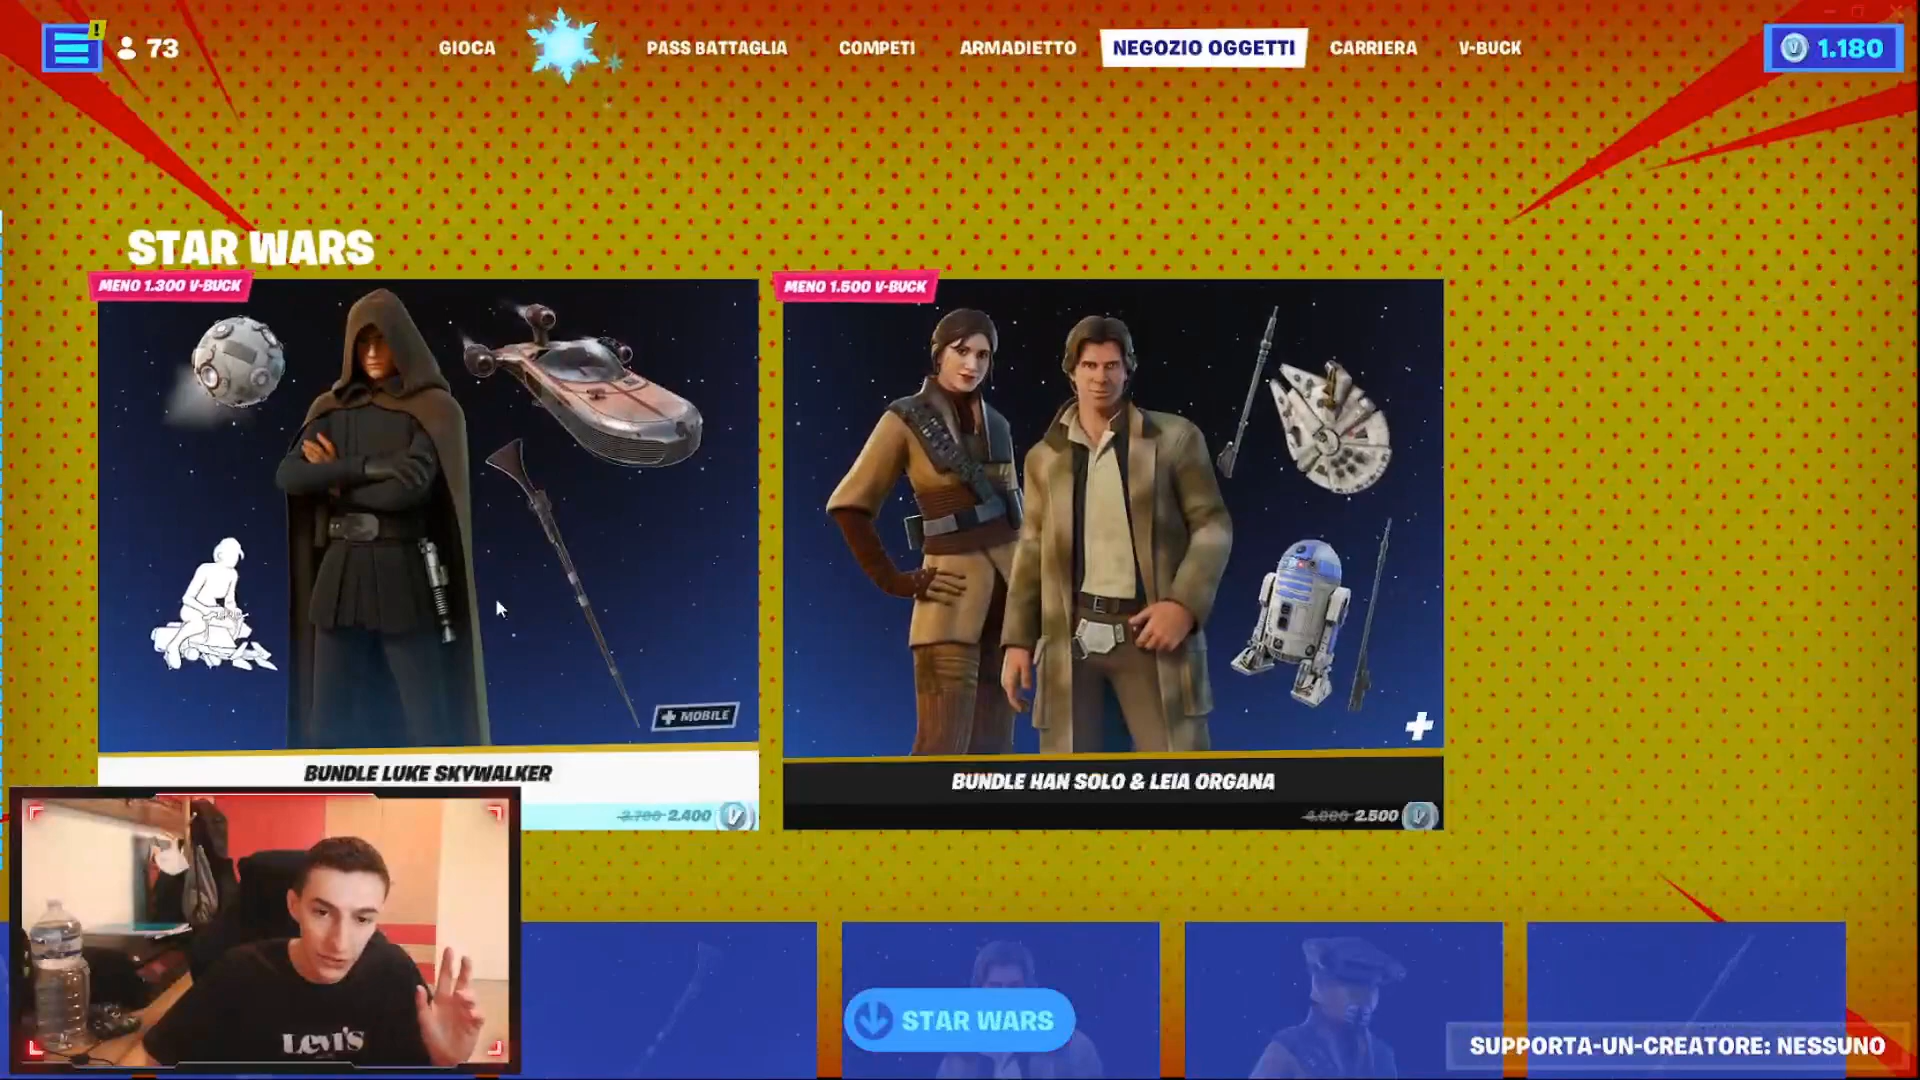 !
73
GIOCA
PASS BATTAGLIA
COMPETI
ARMADIETTO
NEGOZIO OGGETTI
CARRIERA
V-BUCK
1.180
STAR WARS
MENO 1.300 V-BUCK
MENO 1.500 V-BUCK
+ MOBILE
BUNDLE LUKE SKYWALKER
3.700 2.400
BUNDLE HAN SOLO & LEIA ORGANA
4.000 2.500
Levi's
STAR WARS
SUPPORTA-UN-CREATORE: NESSUNO